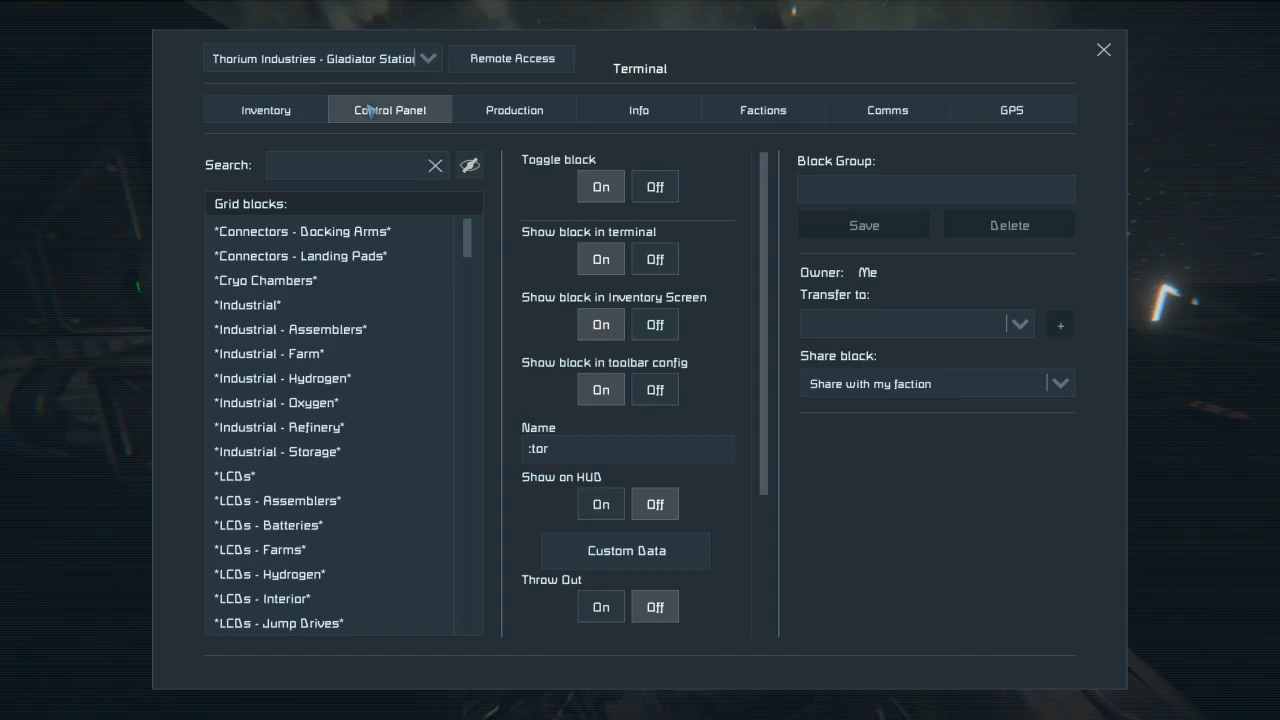 Thorium Industries - Gladiator Station
Remote Access
Terminal
Inventory
Control Panel
Production
Info
Factions
Comms
GPS
Search:
Grid blocks:
*Connectors - Docking Arms*
*Connectors - Landing Pads*
*Cryo Chambers*
*Industrial*
*Industrial - Assemblers*
*Industrial - Farm*
*Industrial - Hydrogen*
*Industrial - Oxygen*
*Industrial - Refinery*
*Industrial - Storage*
*LCDs*
*LCDs - Assemblers*
*LCDs - Batteries*
*LCDs - Farms*
*LCDs - Hydrogen*
*LCDs - Interior*
*LCDs - Jump Drives*
Toggle block
On Off
Show block in terminal
On Off
Show block in Inventory Screen
On Off
Show block in toolbar config
On Off
Name
:tor
Show on HUD
On Off
Custom Data
Throw Out
On Off
Block Group:
Save Delete
Owner: Me
Transfer to:
+
Share block:
Share with my faction